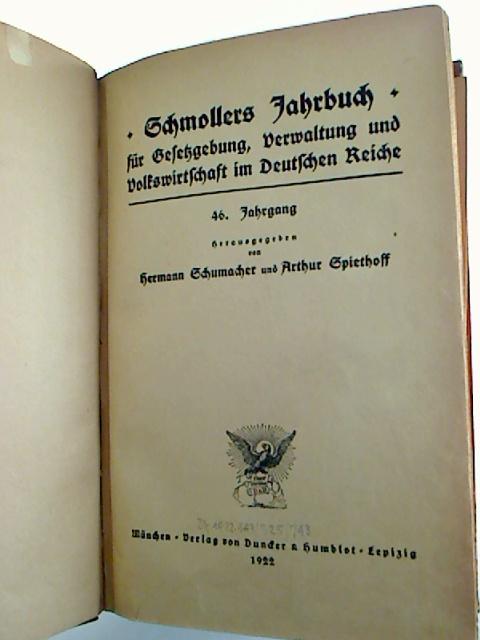 • Schmollers Jahrbuch •
für Gesetzgebung, Verwaltung und
Volkswirtschaft im Deutschen Reiche
46. Jahrgang
Herausgegeben
von
Hermann Schumacher und Arthur Spiethoff
München • Verlag von Duncker & Humblot • Leipzig
1922